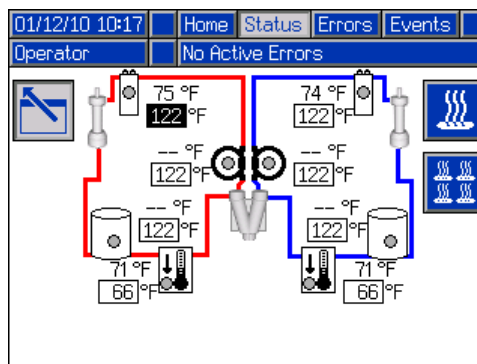 01/12/10 10:17 Home Status Errors Events
Operator No Active Errors
75 °F 74 °F
122 °F 122 °F
-- °F -- °F
122 °F 122 °F
-- °F -- °F
122 °F 122 °F
71 °F 71 °F
66 °F 66 °F